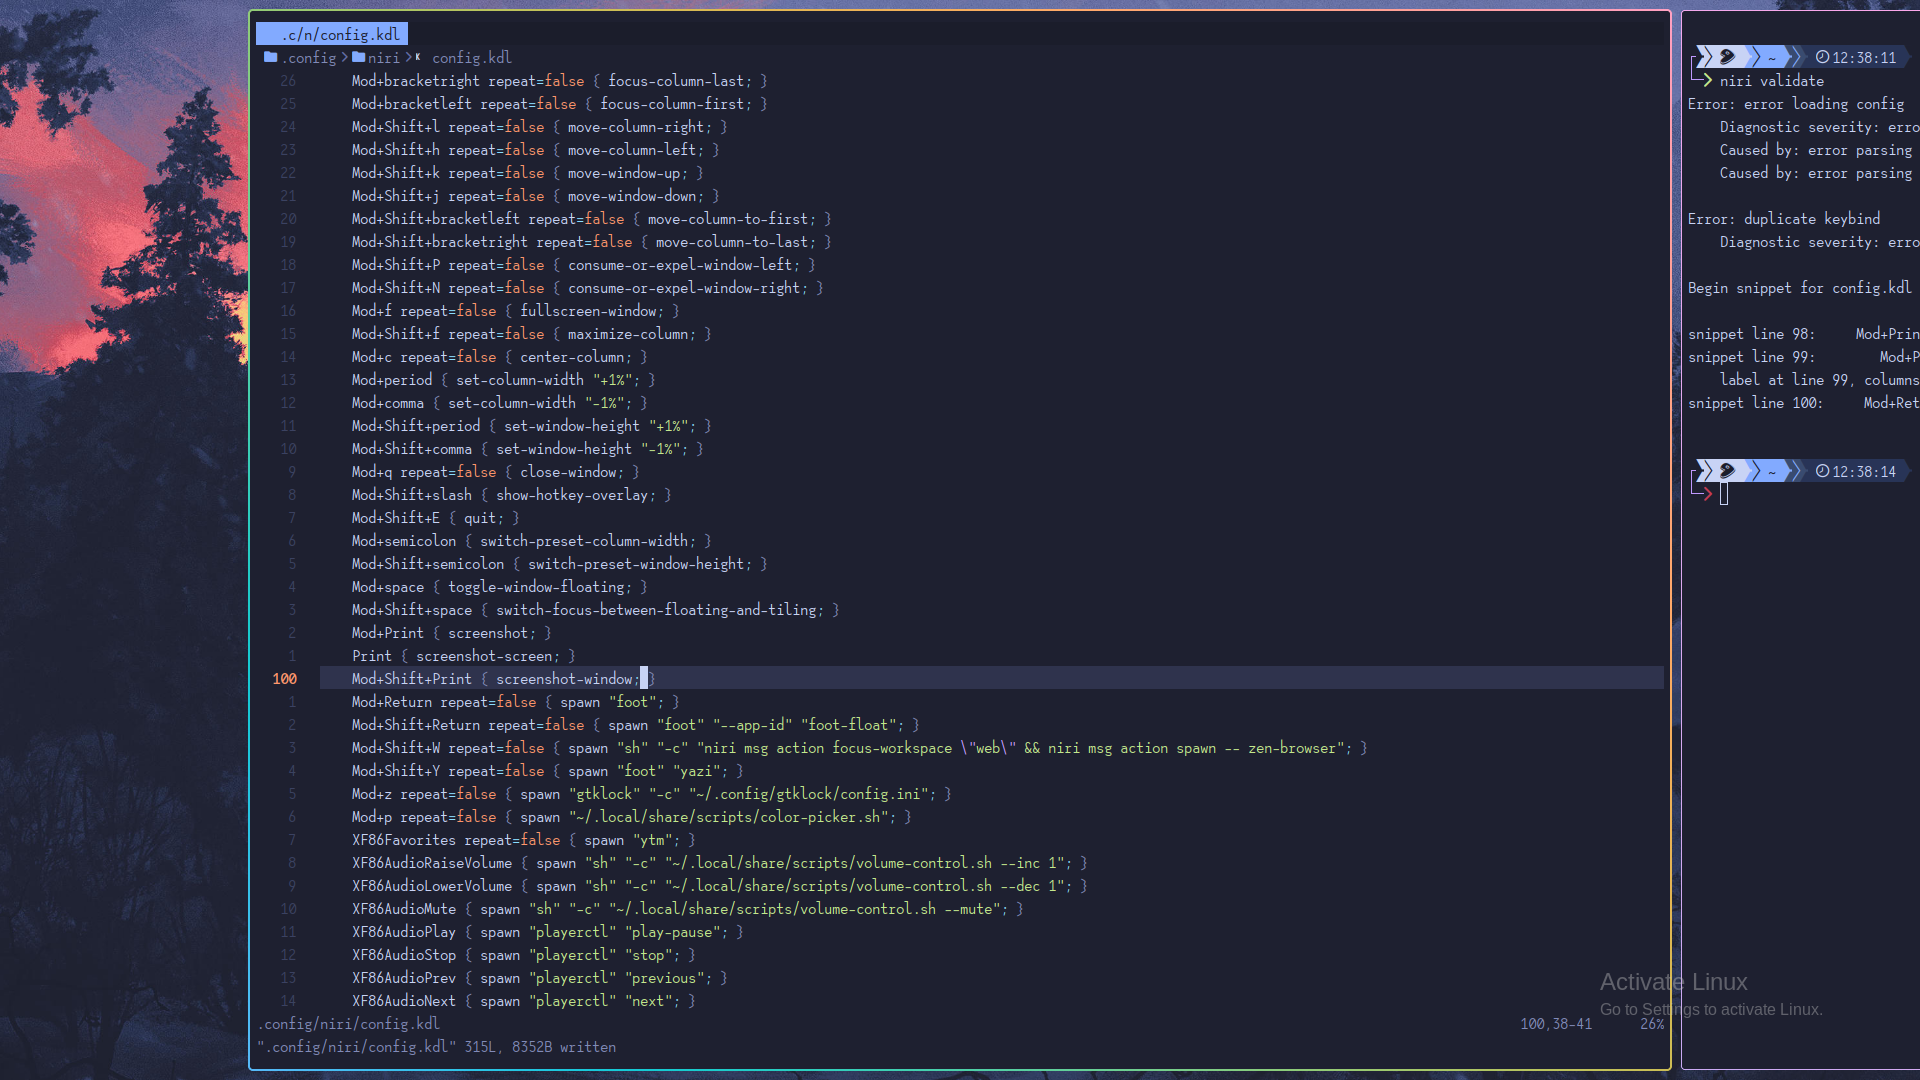 .c/n/config.kdl
.config > niri > config.kdl
26 Mod+bracketright repeat=false { focus-column-last; }
25 Mod+bracketleft repeat=false { focus-column-first; }
24 Mod+Shift+l repeat=false { move-column-right; }
23 Mod+Shift+h repeat=false { move-column-left; }
22 Mod+Shift+k repeat=false { move-window-up; }
21 Mod+Shift+j repeat=false { move-window-down; }
20 Mod+Shift+bracketleft repeat=false { move-column-to-first; }
19 Mod+Shift+bracketright repeat=false { move-column-to-last; }
18 Mod+Shift+P repeat=false { consume-or-expel-window-left; }
17 Mod+Shift+N repeat=false { consume-or-expel-window-right; }
16 Mod+f repeat=false { fullscreen-window; }
15 Mod+Shift+f repeat=false { maximize-column; }
14 Mod+c repeat=false { center-column; }
13 Mod+period { set-column-width "+1%"; }
12 Mod+comma { set-column-width "-1%"; }
11 Mod+Shift+period { set-window-height "+1%"; }
10 Mod+Shift+comma { set-window-height "-1%"; }
9 Mod+q repeat=false { close-window; }
8 Mod+Shift+slash { show-hotkey-overlay; }
7 Mod+Shift+E { quit; }
6 Mod+semicolon { switch-preset-column-width; }
5 Mod+Shift+semicolon { switch-preset-window-height; }
4 Mod+space { toggle-window-floating; }
3 Mod+Shift+space { switch-focus-between-floating-and-tiling; }
2 Mod+Print { screenshot; }
1 Print { screenshot-screen; }
100 Mod+Shift+Print { screenshot-window; }
1 Mod+Return repeat=false { spawn "foot"; }
2 Mod+Shift+Return repeat=false { spawn "foot" "--app-id" "foot-float"; }
3 Mod+Shift+W repeat=false { spawn "sh" "-c" "niri msg action focus-workspace \"web\" && niri msg action spawn -- zen-browser"; }
4 Mod+Shift+Y repeat=false { spawn "foot" "yazi"; }
5 Mod+z repeat=false { spawn "gtklock" "-c" "~/.config/gtklock/config.ini"; }
6 Mod+p repeat=false { spawn "~/.local/share/scripts/color-picker.sh"; }
7 XF86Favorites repeat=false { spawn "ytm"; }
8 XF86AudioRaiseVolume { spawn "sh" "-c" "~/.local/share/scripts/volume-control.sh --inc 1"; }
9 XF86AudioLowerVolume { spawn "sh" "-c" "~/.local/share/scripts/volume-control.sh --dec 1"; }
10 XF86AudioMute { spawn "sh" "-c" "~/.local/share/scripts/volume-control.sh --mute"; }
11 XF86AudioPlay { spawn "playerctl" "play-pause"; }
12 XF86AudioStop { spawn "playerctl" "stop"; }
13 XF86AudioPrev { spawn "playerctl" "previous"; }
14 XF86AudioNext { spawn "playerctl" "next"; }
.config/niri/config.kdl 100,38-41 26%
".config/niri/config.kdl" 315L, 8352B written
~ 12:38:11
niri validate
Error: error loading config
Diagnostic severity: erro
Caused by: error parsing
Caused by: error parsing
Error: duplicate keybind
Diagnostic severity: erro
Begin snippet for config.kdl
snippet line 98: Mod+Prin
snippet line 99: Mod+P
label at line 99, columns
snippet line 100: Mod+Ret
~ 12:38:14
Activate Linux
Go to Settings to activate Linux.